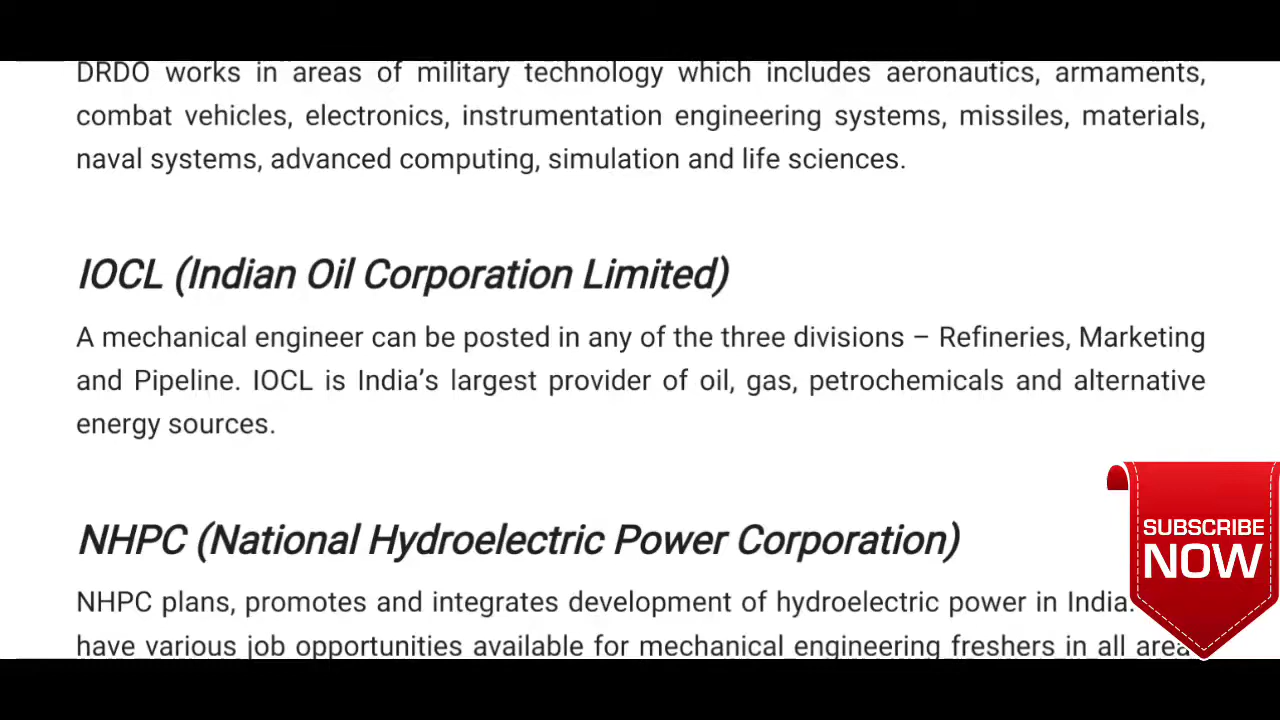 DRDO works in areas of military technology which includes aeronautics, armaments,
combat vehicles, electronics, instrumentation engineering systems, missiles, materials,
naval systems, advanced computing, simulation and life sciences.
IOCL (Indian Oil Corporation Limited)
A mechanical engineer can be posted in any of the three divisions – Refineries, Marketing
and Pipeline. IOCL is India’s largest provider of oil, gas, petrochemicals and alternative
energy sources.
NHPC (National Hydroelectric Power Corporation)
NHPC plans, promotes and integrates development of hydroelectric power in India.
have various job opportunities available for mechanical engineering freshers in all
SUBSCRIBE
NOW